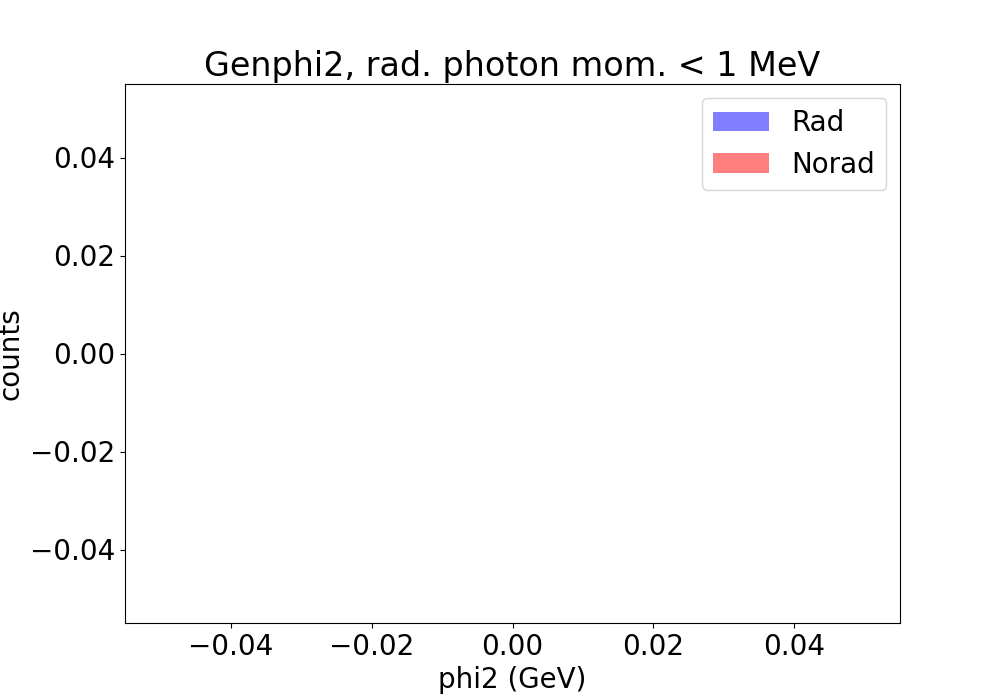 Genphi2, rad. photon mom. < 1 MeV
Rad
Norad
counts
0.04
0.02
0.00
−0.02
−0.04
−0.04 −0.02 0.00 0.02 0.04
phi2 (GeV)